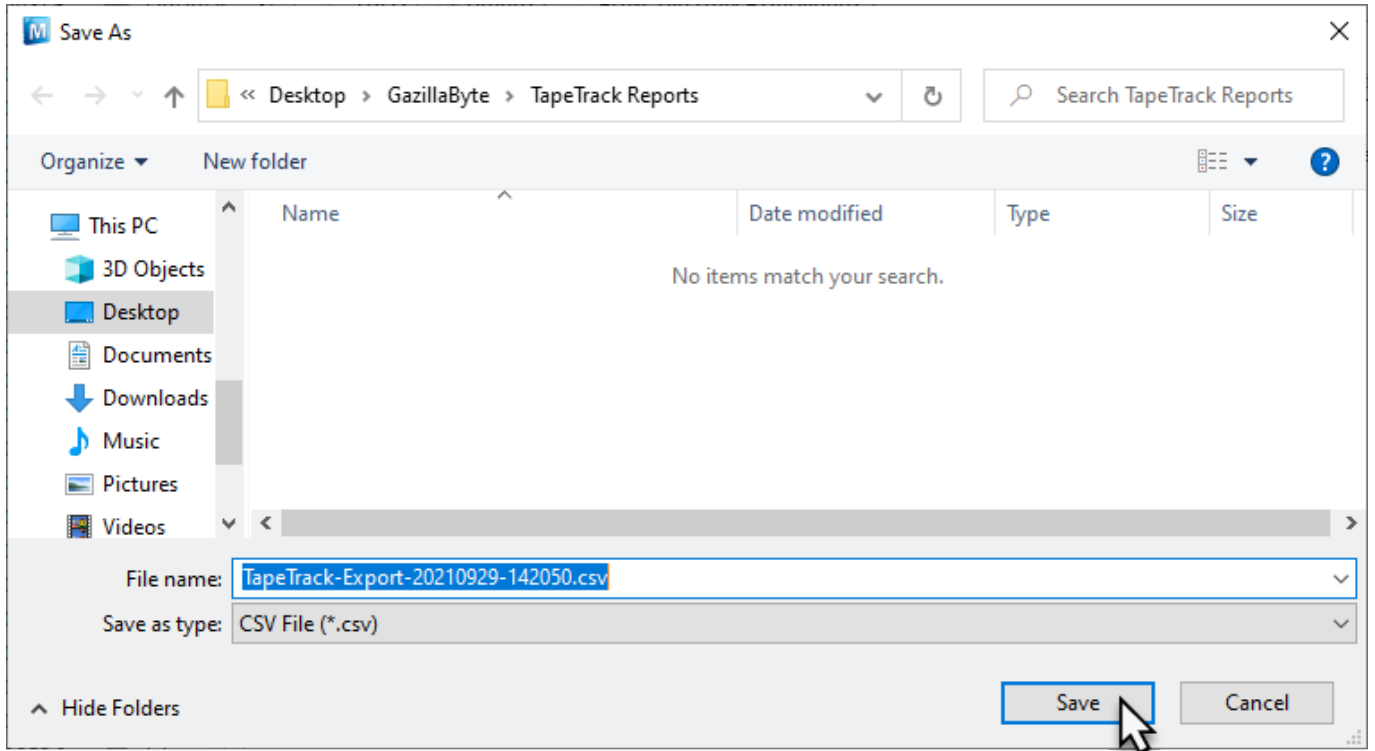 Save As
« Desktop > GazillaByte > TapeTrack Reports
Search TapeTrack Reports
Organize
New folder
?
This PC
Name
Date modified
Type
Size
3D Objects
No items match your search.
Desktop
Documents
Downloads
Music
Pictures
Videos
File name: TapeTrack-Export-20210929-142050.csv
Save as type: CSV File (*.csv)
Hide Folders
Save
Cancel